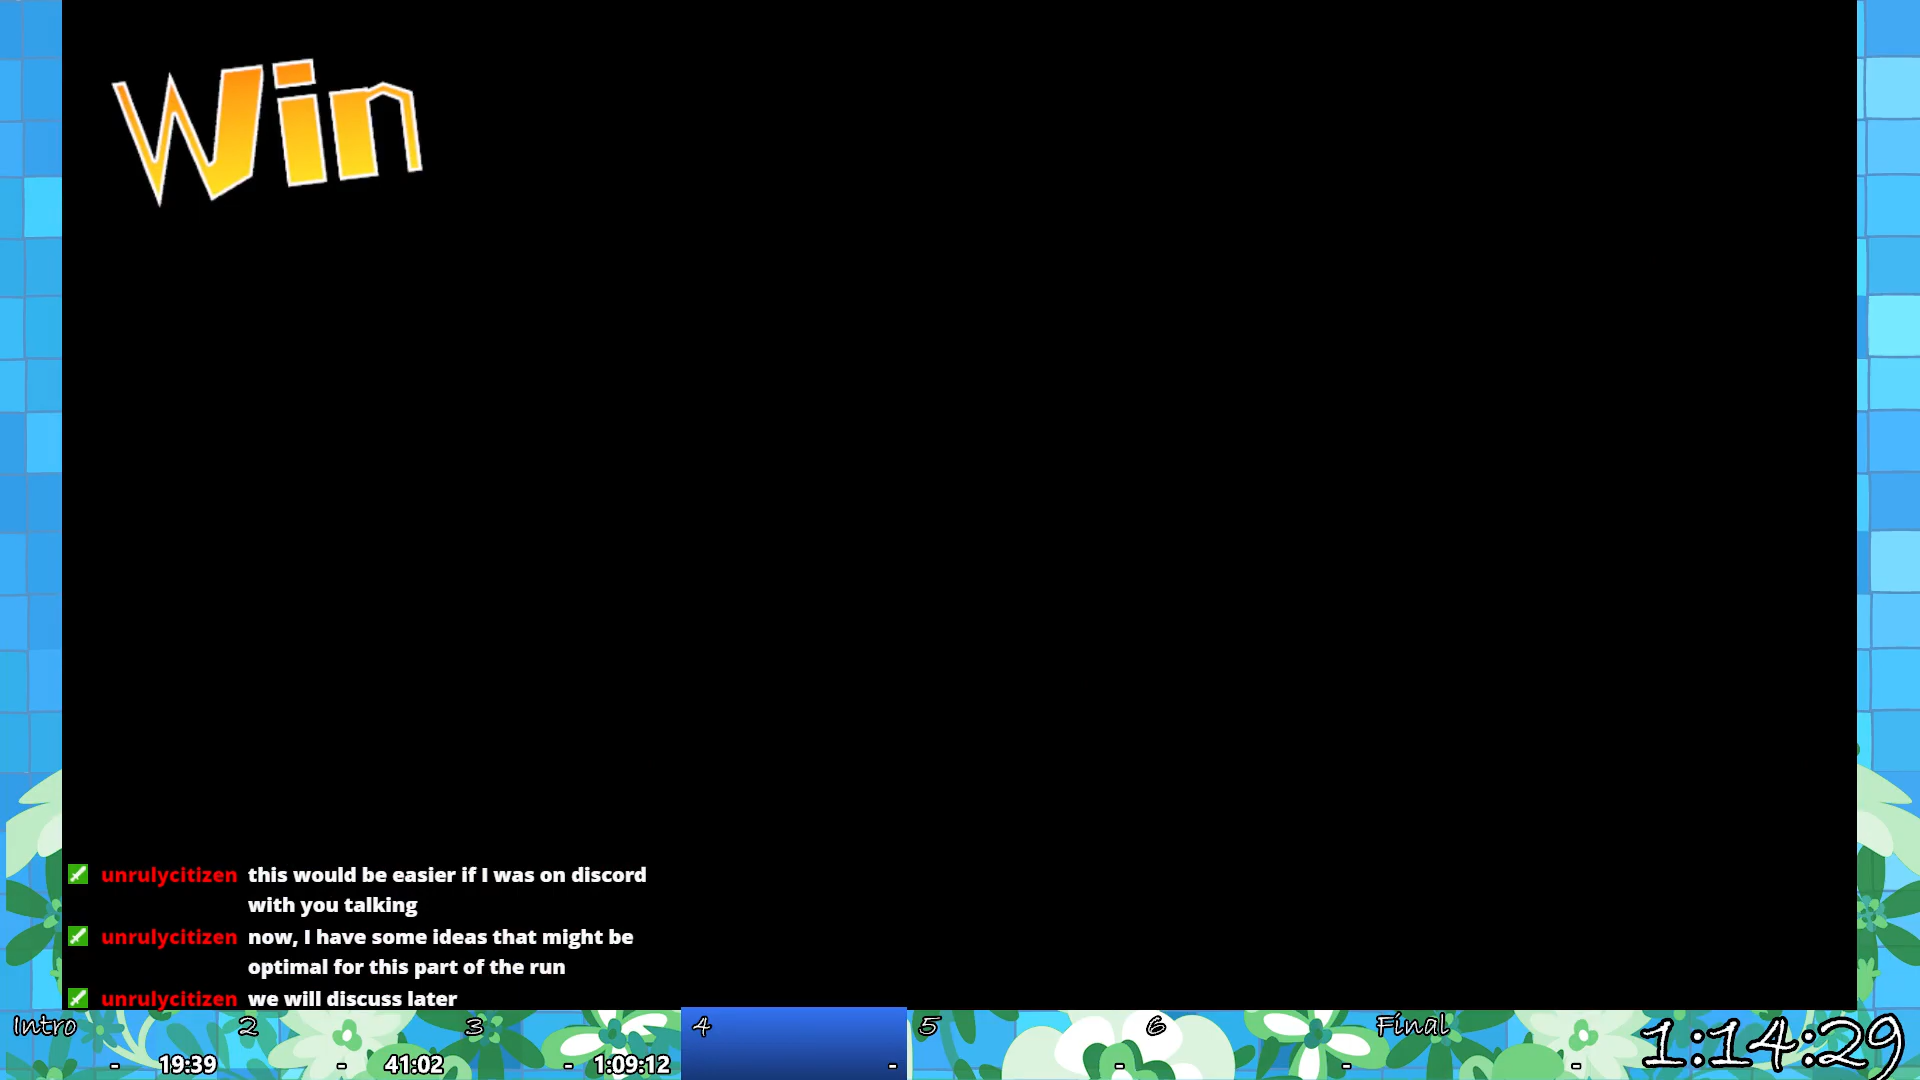 Win
unrulycitizen this would be easier if I was on discord
with you talking
unrulycitizen now, I have some ideas that might be
optimal for this part of the run
unrulycitizen we will discuss later
Intro 2 3 4 5 6 Final 1:14:29
- 19:39 - 41:02 - 1:09:12 - - - -